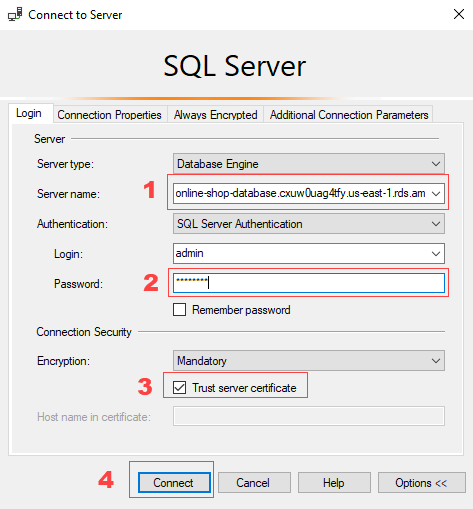 Connect to Server
SQL Server
Login Connection Properties Always Encrypted Additional Connection Parameters
Server
Server type: Database Engine
1 Server name: online-shop-database.cxuw0uag4tfy.us-east-1.rds.am
Authentication: SQL Server Authentication
Login: admin
2 Password: ********
Remember password
Connection Security
Encryption: Mandatory
3 Trust server certificate
Host name in certificate:
4 Connect Cancel Help Options <<